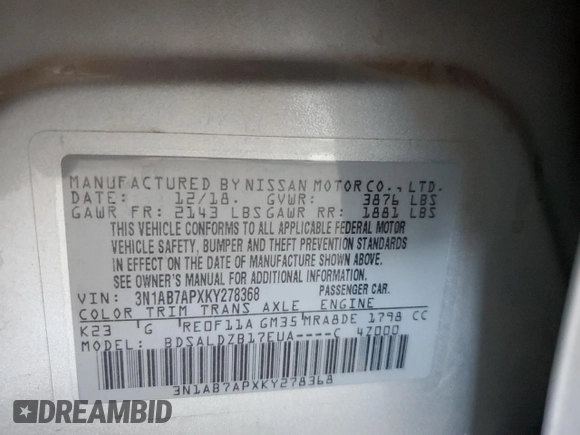 MANUFACTURED BY NISSAN MOTOR CO., LTD.
DATE: 12/18. GVWR: 3876 LBS
GAWR FR: 2143 LBS GAWR RR: 1881 LBS
THIS VEHICLE CONFORMS TO ALL APPLICABLE FEDERAL MOTOR
VEHICLE SAFETY, BUMPER AND THEFT PREVENTION STANDARDS
IN EFFECT ON THE DATE OF MANUFACTURE SHOWN ABOVE.
SEE OWNER'S MANUAL FOR ADDITIONAL INFORMATION.
VIN: 3N1AB7APXKY278368 PASSENGER CAR.
COLOR TRIM TRANS AXLE ENGINE
K23 G RE0F11A GM35 MRA8DE 1798 CC
MODEL: BDSALDZB17EUA----C 47000
3N1AB7APXKY278368
DREAMBID